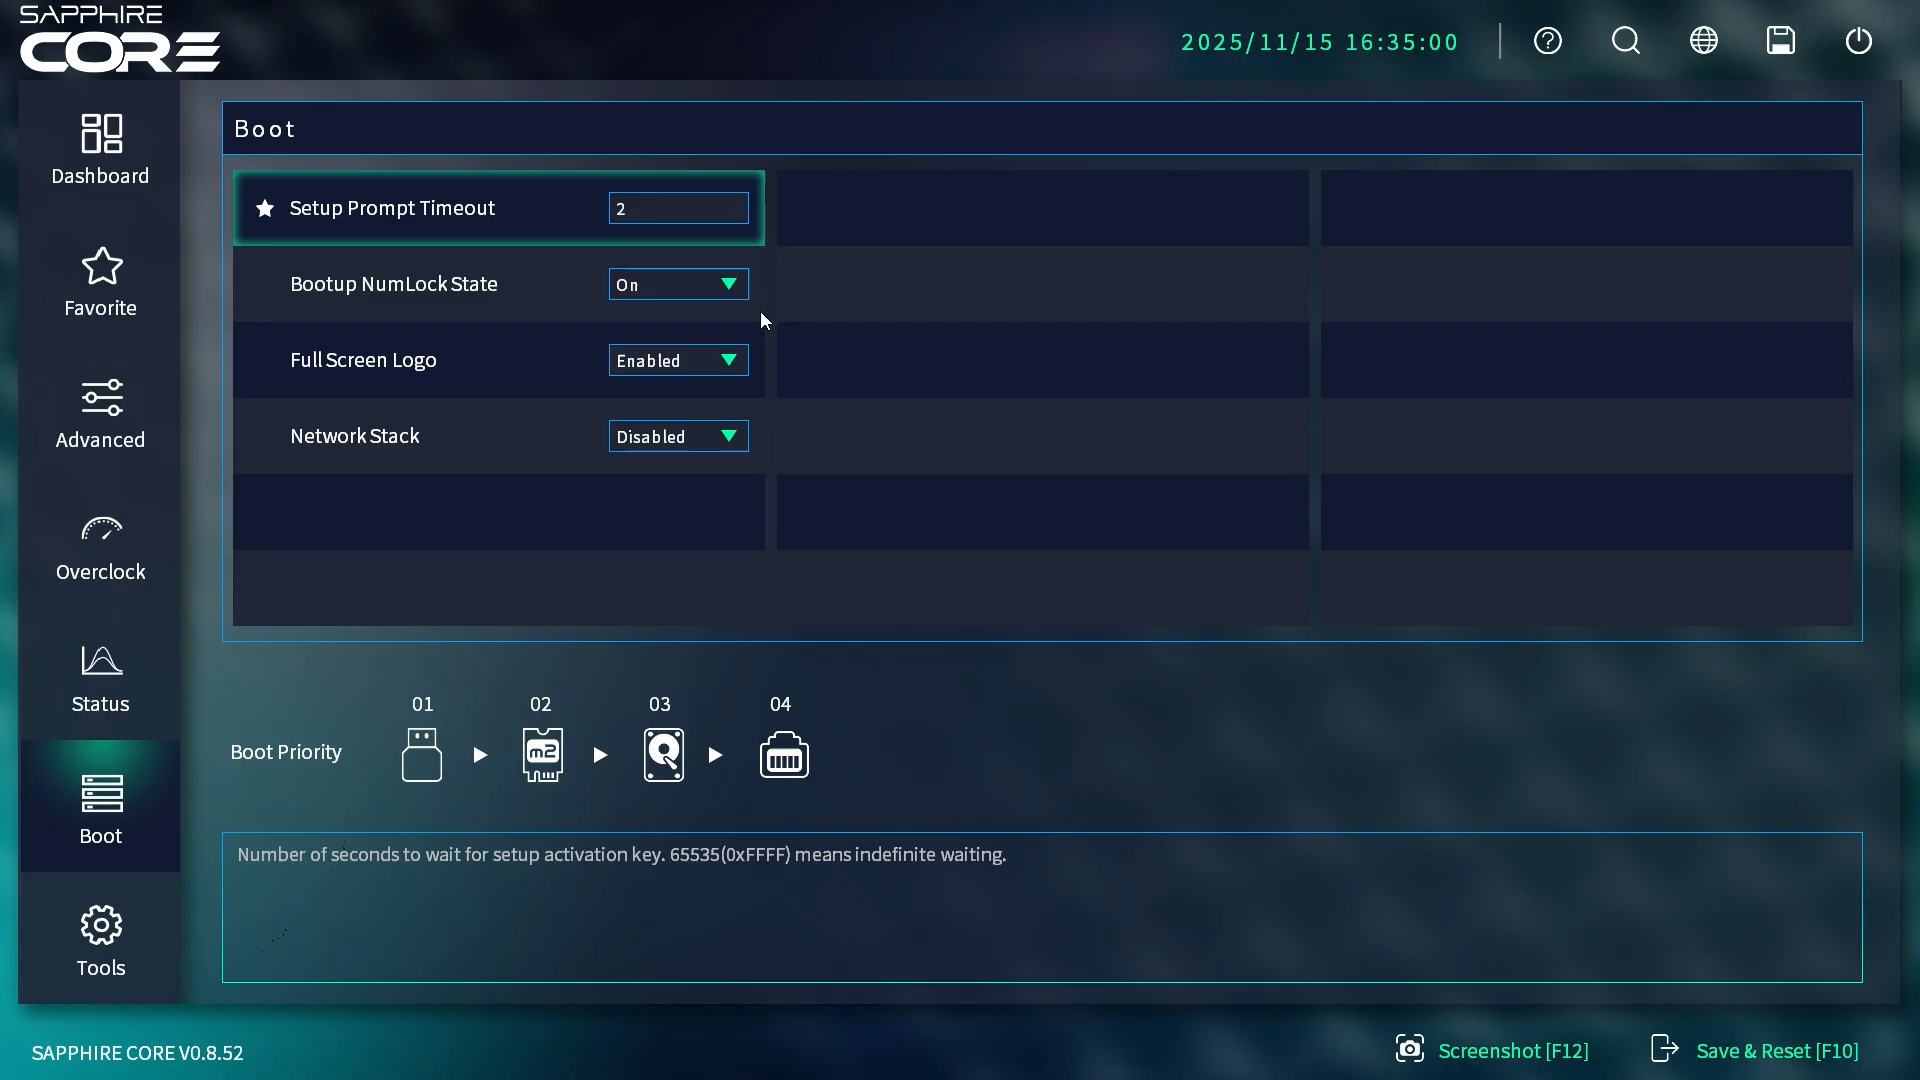 SAPPHIRE
CORE
2025/11/15 16:35:00
Dashboard
Favorite
Advanced
Overclock
Status
Boot
Tools
Boot
Setup Prompt Timeout 2
Bootup NumLock State On
Full Screen Logo Enabled
Network Stack Disabled
01 02 03 04
Boot Priority
m2
Number of seconds to wait for setup activation key. 65535(0xFFFF) means indefinite waiting.
SAPPHIRE CORE V0.8.52
Screenshot [F12]
Save & Reset [F10]